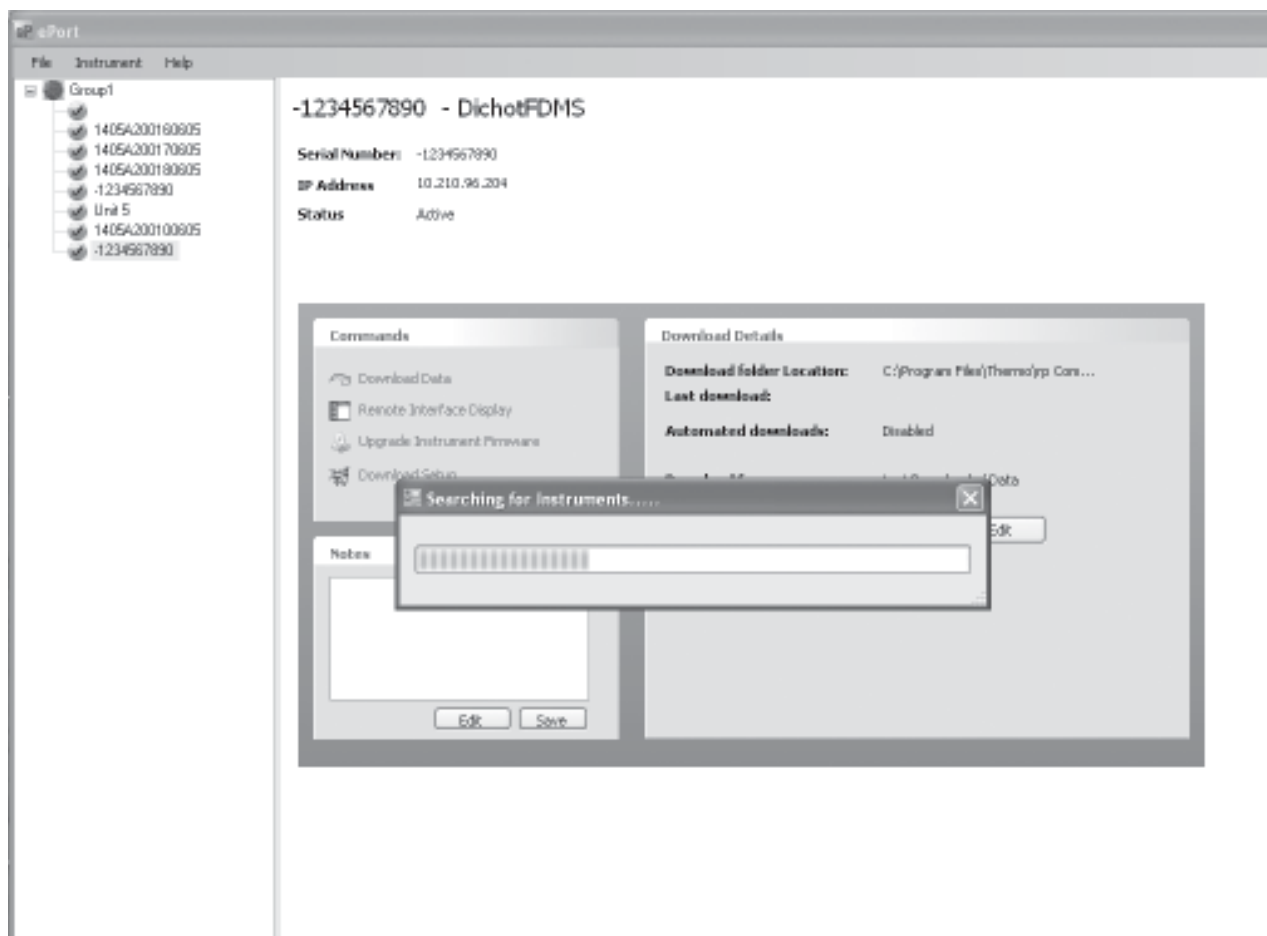 ePort
File Instrument Help
Group1
1405A200160605
1405A200170605
1405A200180605
-1234567890
Unit 5
1405A200100605
-1234567890
-1234567890 - DichotFDMS
Serial Number: -1234567890
IP Address 10.210.96.204
Status Active
Commands
Download Data
Remote Interface Display
Upgrade Instrument Firmware
Download Setup
Notes
Edit Save
Download Details
Download folder Location: C:\Program Files\Thermo\rp Com...
Last download:
Automated downloads: Disabled
Data
Edit
Searching for Instruments.....